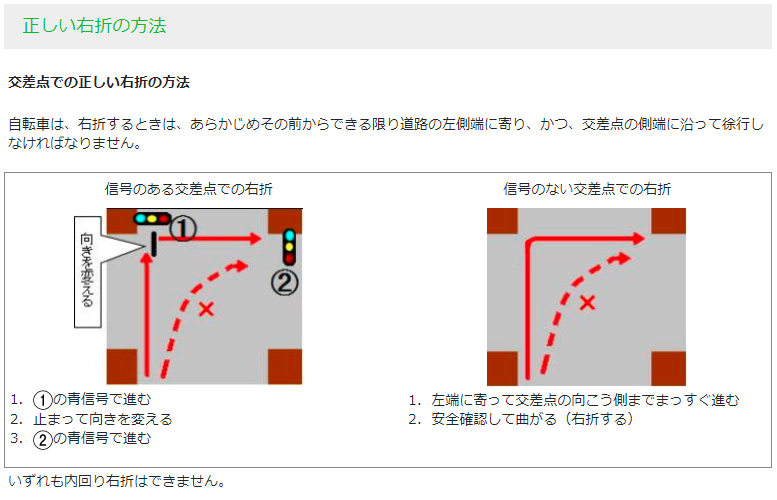 正しい右折の方法
交差点での正しい右折の方法
自転車は、右折するときは、あらかじめその前からできる限り道路の左側端に寄り、かつ、交差点の側端に沿って徐行し
なければなりません。
信号のある交差点での右折
①
向きを変える
②
1. ①の青信号で進む
2. 止まって向きを変える
3. ②の青信号で進む
信号のない交差点での右折
1. 左端に寄って交差点の向こう側までまっすぐ進む
2. 安全確認して曲がる（右折する）
いずれも内回り右折はできません。